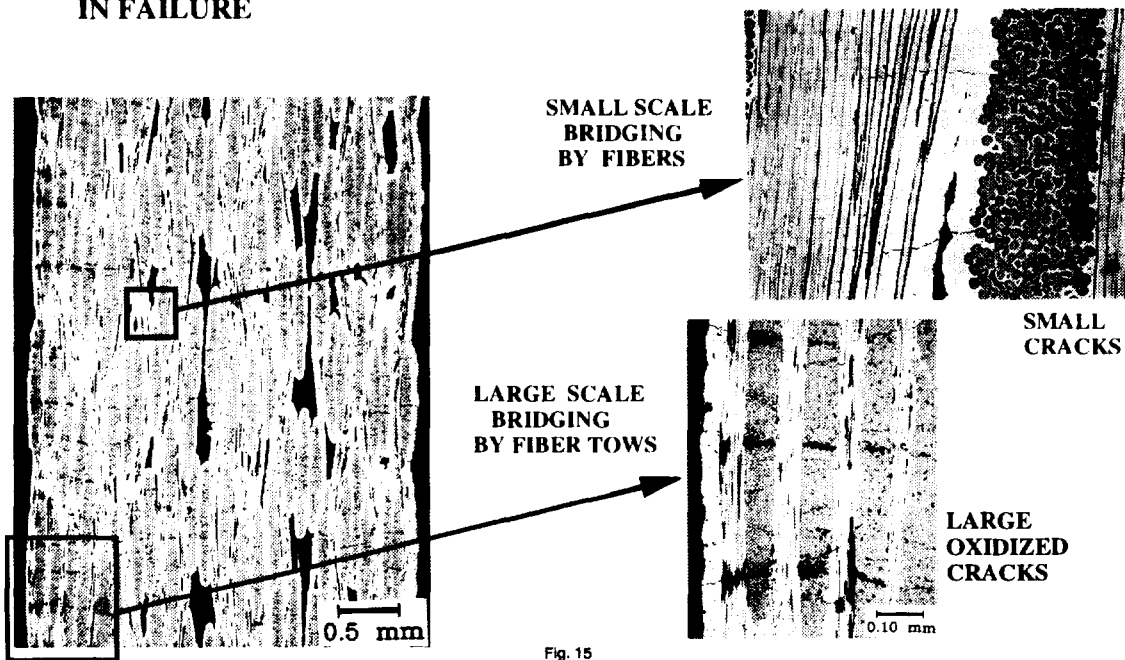 IN FAILURE
SMALL SCALE
BRIDGING
BY FIBERS
SMALL
CRACKS
LARGE SCALE
BRIDGING
BY FIBER TOWS
LARGE
OXIDIZED
CRACKS
0.5 mm
0.10 mm
Fig. 15